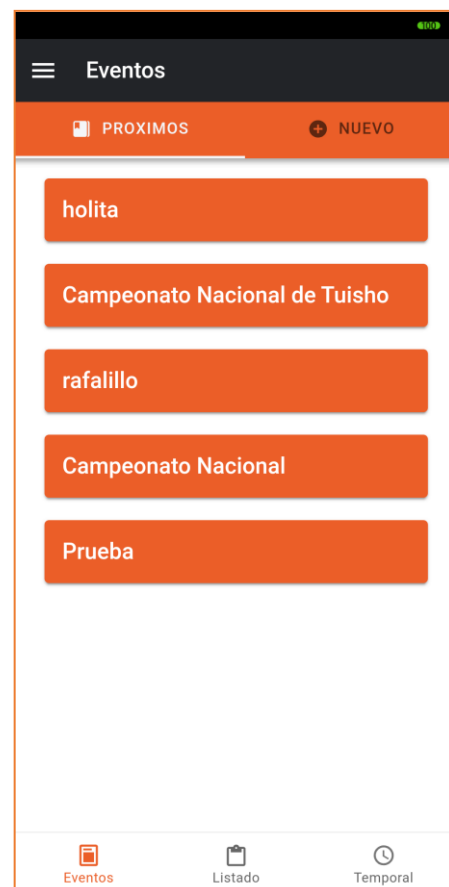 100
Eventos
PROXIMOS
NUEVO
holita
Campeonato Nacional de Tuisho
rafalillo
Campeonato Nacional
Prueba
Eventos
Listado
Temporal